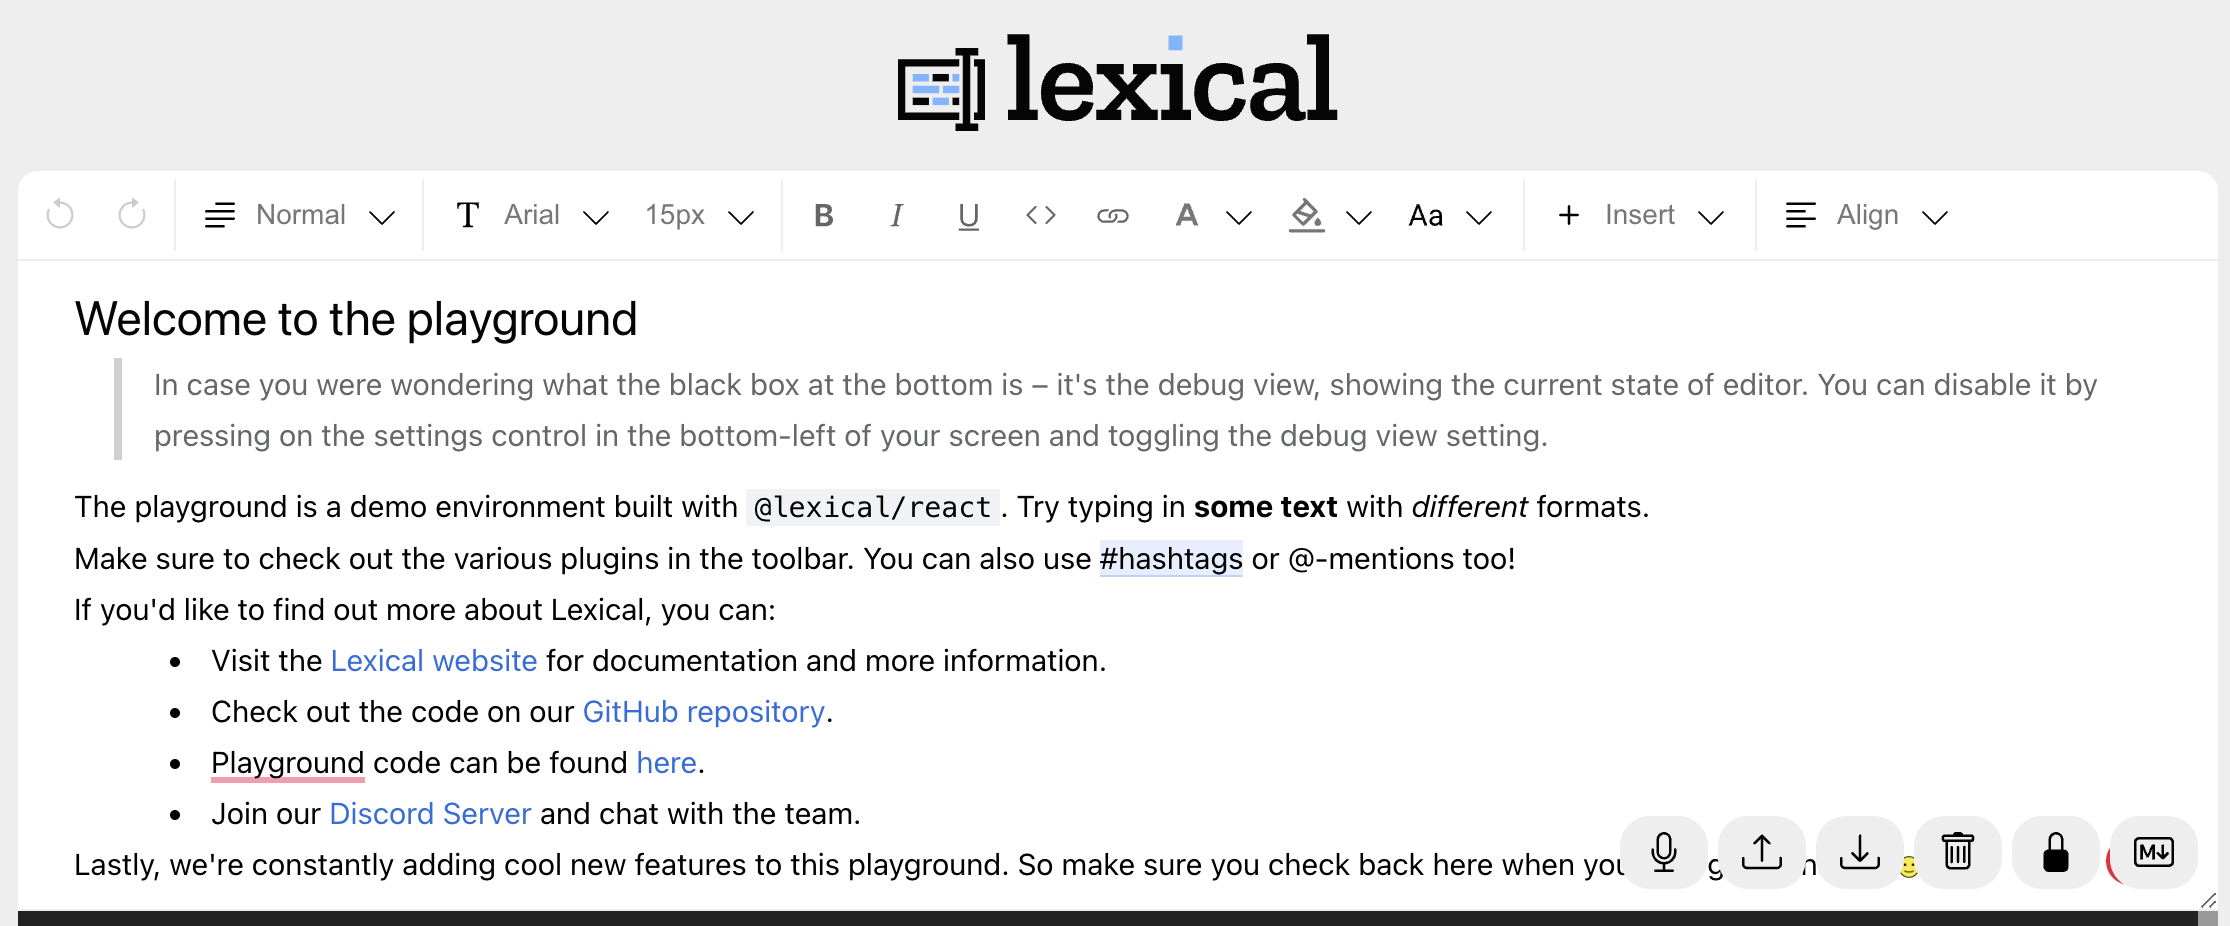 lexical
Normal Arial 15px B I U <> A Aa + Insert Align
Welcome to the playground
In case you were wondering what the black box at the bottom is – it's the debug view, showing the current state of editor. You can disable it by
pressing on the settings control in the bottom-left of your screen and toggling the debug view setting.
The playground is a demo environment built with @lexical/react. Try typing in some text with different formats.
Make sure to check out the various plugins in the toolbar. You can also use #hashtags or @-mentions too!
If you'd like to find out more about Lexical, you can:
• Visit the Lexical website for documentation and more information.
• Check out the code on our GitHub repository.
• Playground code can be found here.
• Join our Discord Server and chat with the team.
Lastly, we're constantly adding cool new features to this playground. So make sure you check back here when you
M↓